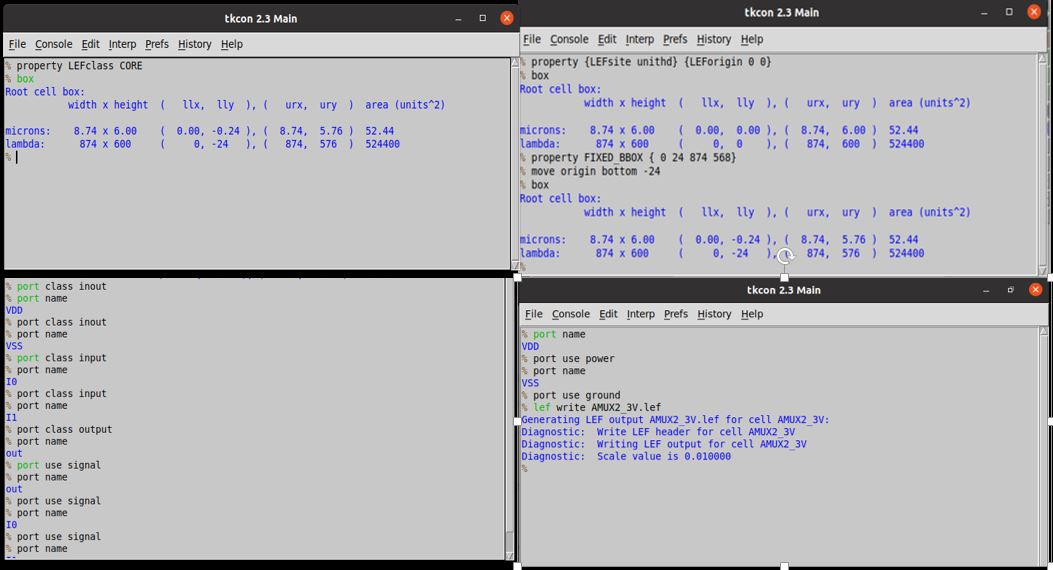 tkcon 2.3 Main
File Console Edit Interp Prefs History Help
% property LEFclass CORE
% box
Root cell box:
width x height ( llx, lly ), ( urx, ury ) area (units^2)
microns: 8.74 x 6.00 ( 0.00, -0.24 ), ( 8.74, 5.76 ) 52.44
lambda: 874 x 600 ( 0, -24 ), ( 874, 576 ) 524400
%
tkcon 2.3 Main
File Console Edit Interp Prefs History Help
% property {LEFsite unithd} {LEForigin 0 0}
% box
Root cell box:
width x height ( llx, lly ), ( urx, ury ) area (units^2)
microns: 8.74 x 6.00 ( 0.00, 0.00 ), ( 8.74, 6.00 ) 52.44
lambda: 874 x 600 ( 0, 0 ), ( 874, 600 ) 524400
% property FIXED_BBOX { 0 24 874 568}
% move origin bottom -24
% box
Root cell box:
width x height ( llx, lly ), ( urx, ury ) area (units^2)
microns: 8.74 x 6.00 ( 0.00, -0.24 ), ( 8.74, 5.76 ) 52.44
lambda: 874 x 600 ( 0, -24 ), ( 874, 576 ) 524400
%
% port class inout
% port name
VDD
% port class inout
% port name
VSS
% port class input
% port name
I0
% port class input
% port name
I1
% port class output
% port name
out
% port use signal
% port name
out
% port use signal
% port name
I0
% port use signal
% port name
tkcon 2.3 Main
File Console Edit Interp Prefs History Help
% port name
VDD
% port use power
% port name
VSS
% port use ground
% lef write AMUX2_3V.lef
Generating LEF output AMUX2_3V.lef for cell AMUX2_3V:
Diagnostic: Write LEF header for cell AMUX2_3V
Diagnostic: Writing LEF output for cell AMUX2_3V
Diagnostic: Scale value is 0.010000
%